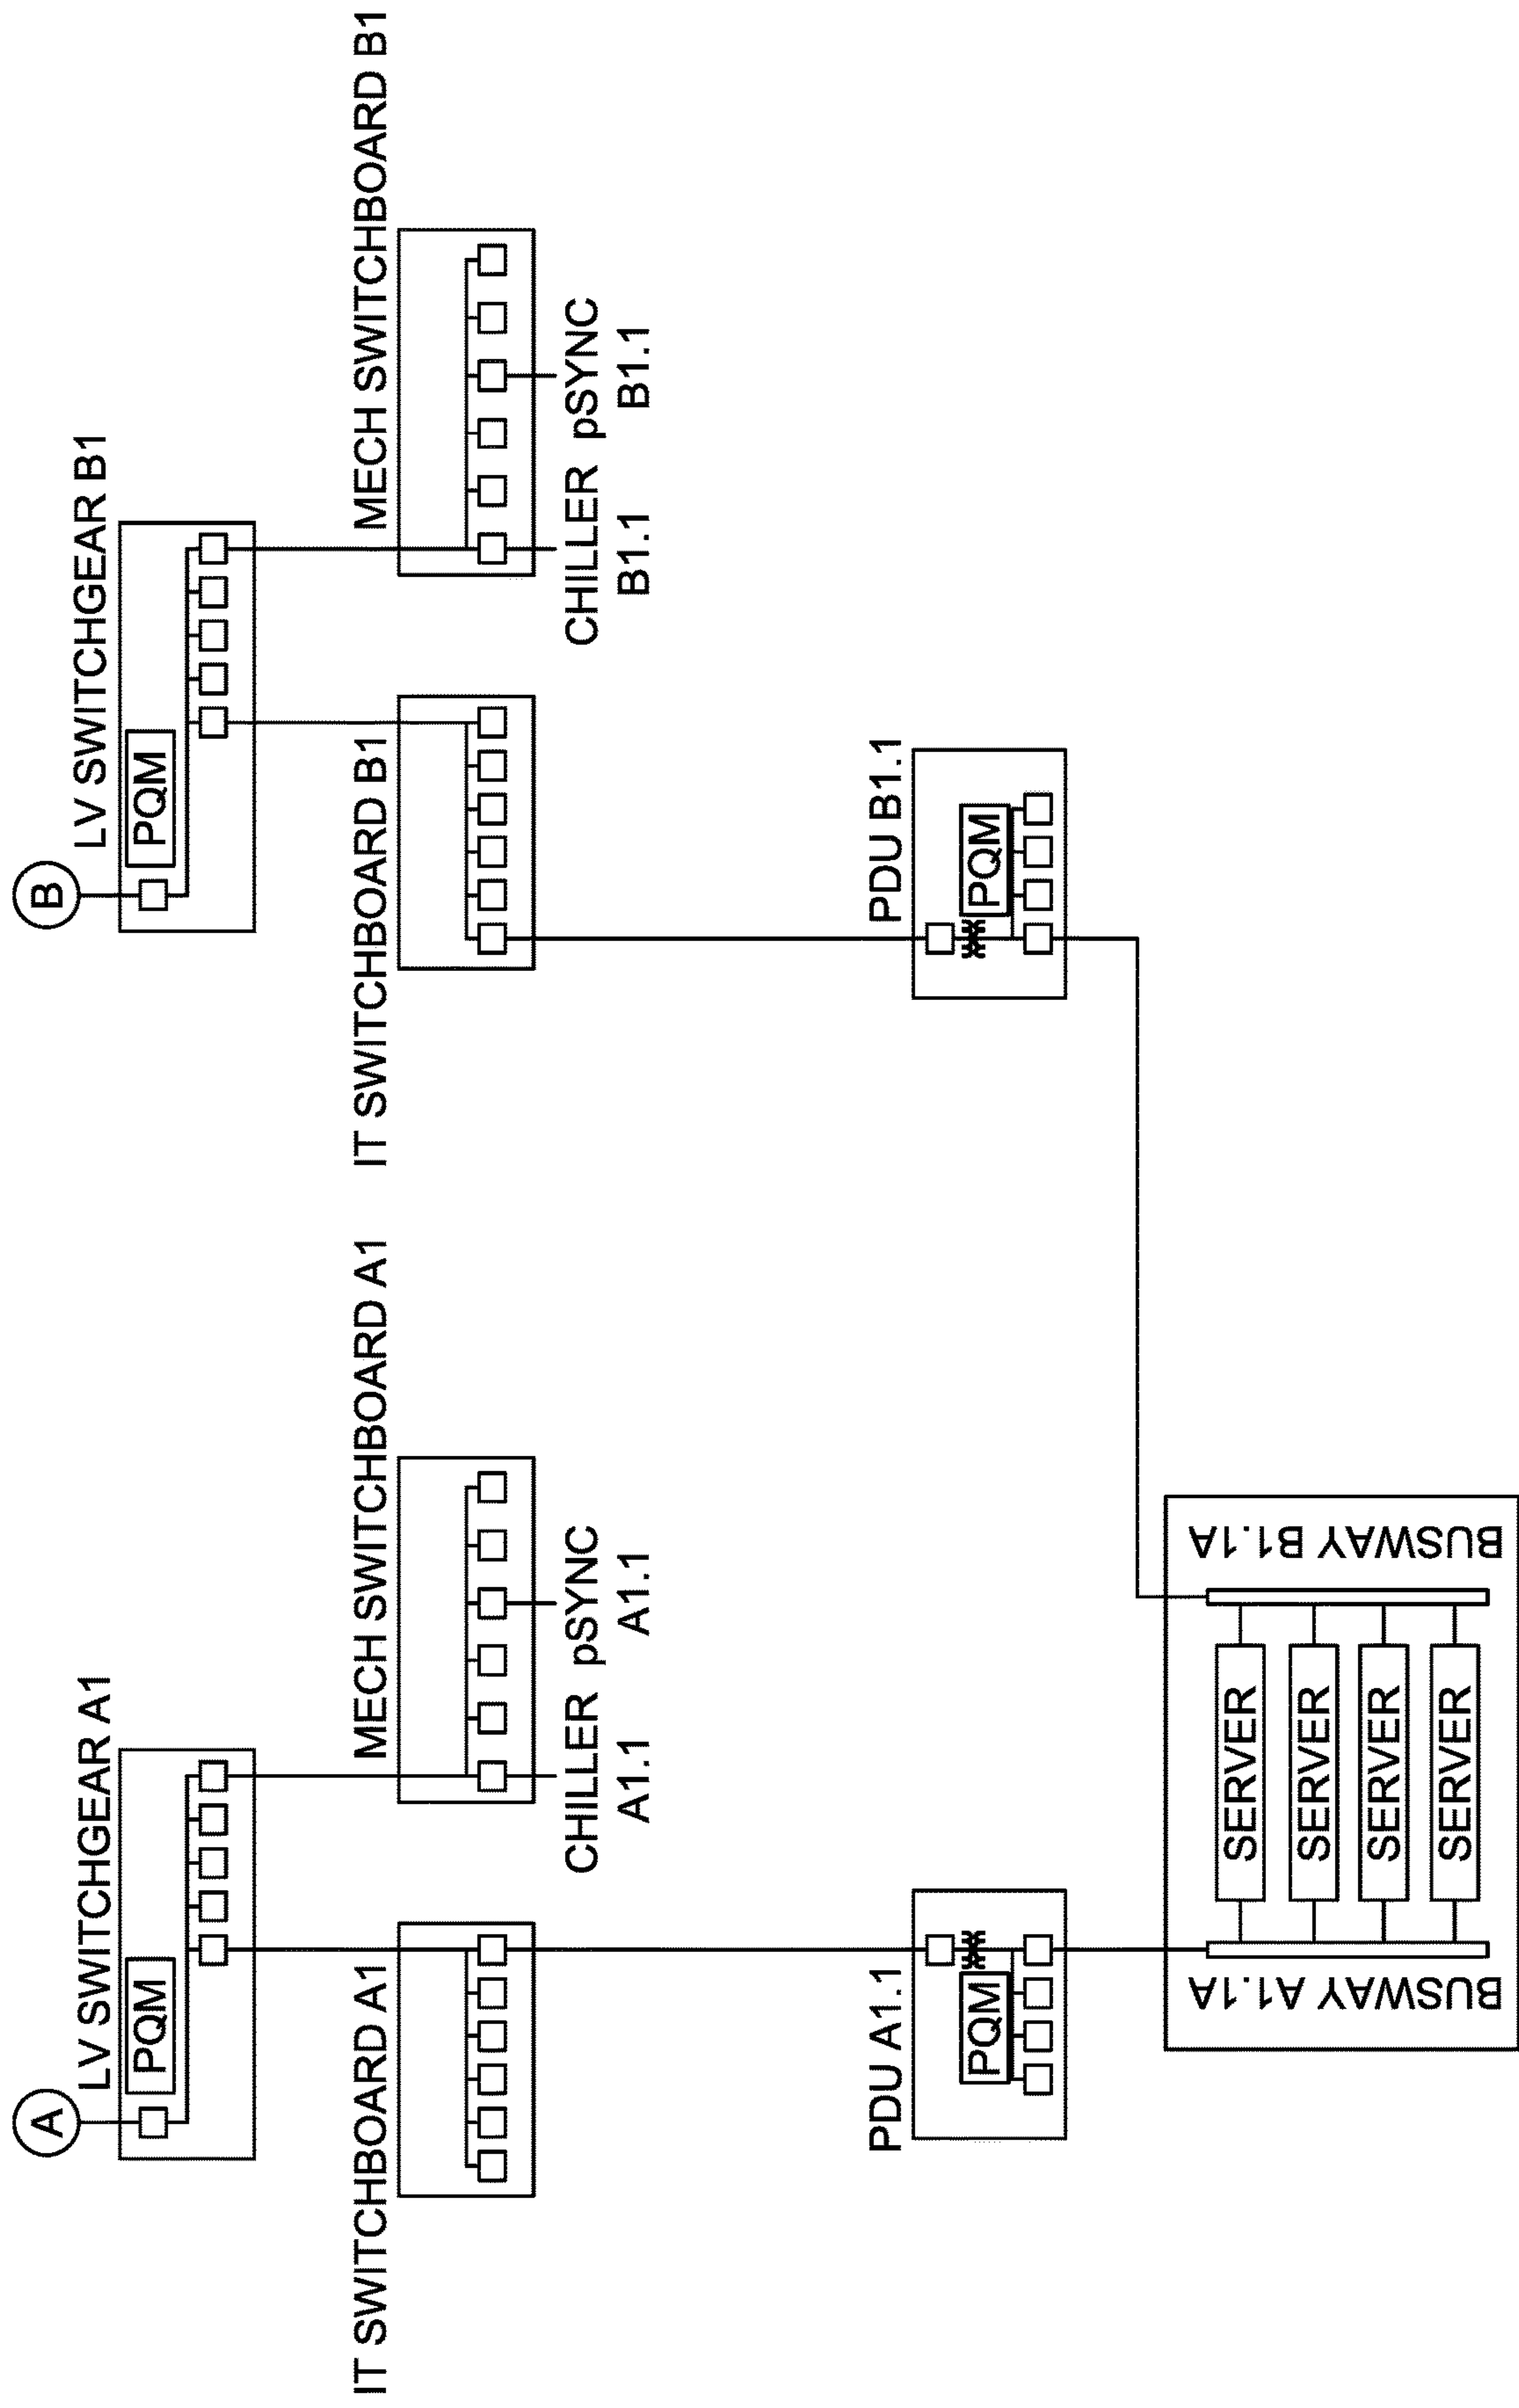 A
LV SWITCHGEAR A1
PQM
IT SWITCHBOARD A1
MECH SWITCHBOARD A1
CHILLER
A1.1
pSYNC
A1.1
PDU A1.1
PQM
B
LV SWITCHGEAR B1
PQM
IT SWITCHBOARD B1
MECH SWITCHBOARD B1
CHILLER
B1.1
pSYNC
B1.1
PDU B1.1
PQM
BUSWAY A1.1A
SERVER
SERVER
SERVER
SERVER
BUSWAY B1.1A